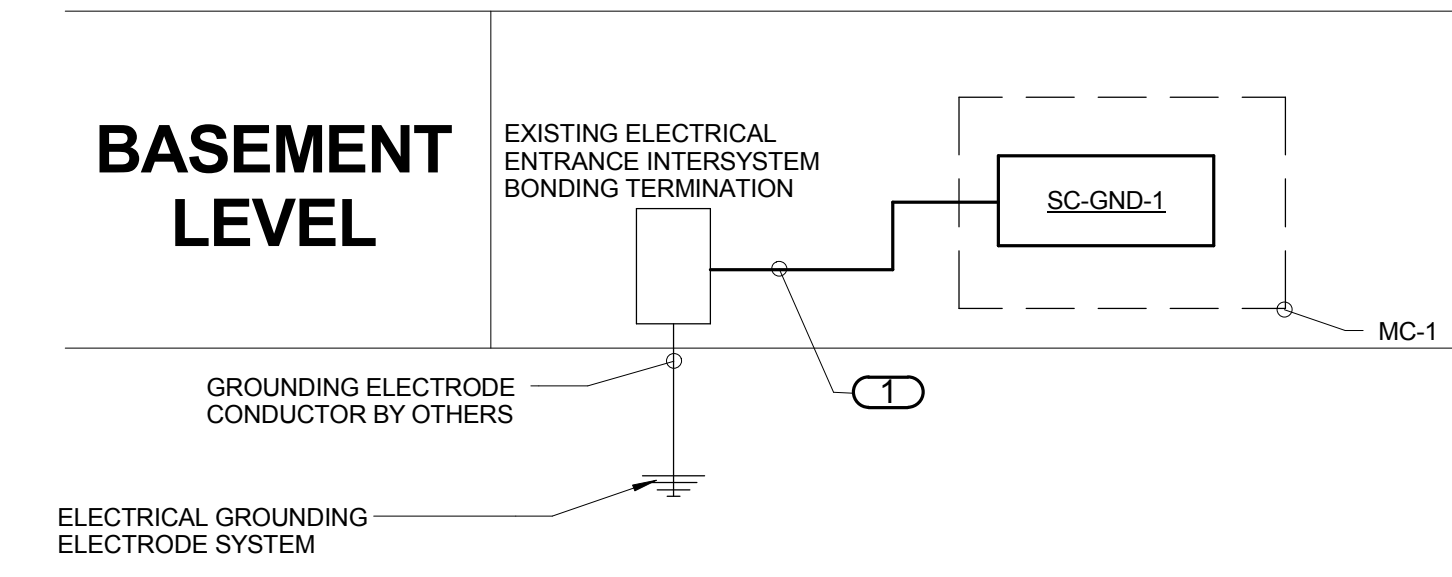 BASEMENT
LEVEL
EXISTING ELECTRICAL
ENTRANCE INTERSYSTEM
BONDING TERMINATION
SC-GND-1
MC-1
GROUNDING ELECTRODE
CONDUCTOR BY OTHERS
1
ELECTRICAL GROUNDING
ELECTRODE SYSTEM